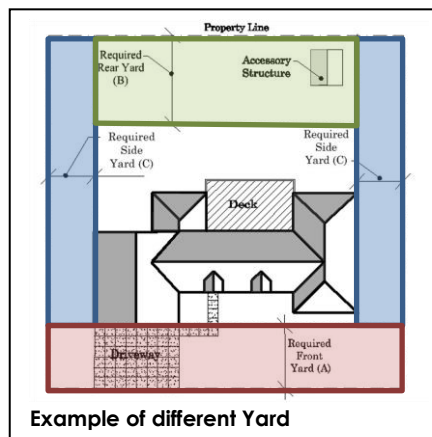 Property Line
Required
Rear Yard
(B)
Accessory
Structure
Required
Side
Yard (C)
Required
Side
Yard (C)
Deck
Driveway
Required
Front
Yard (A)
Example of different Yard